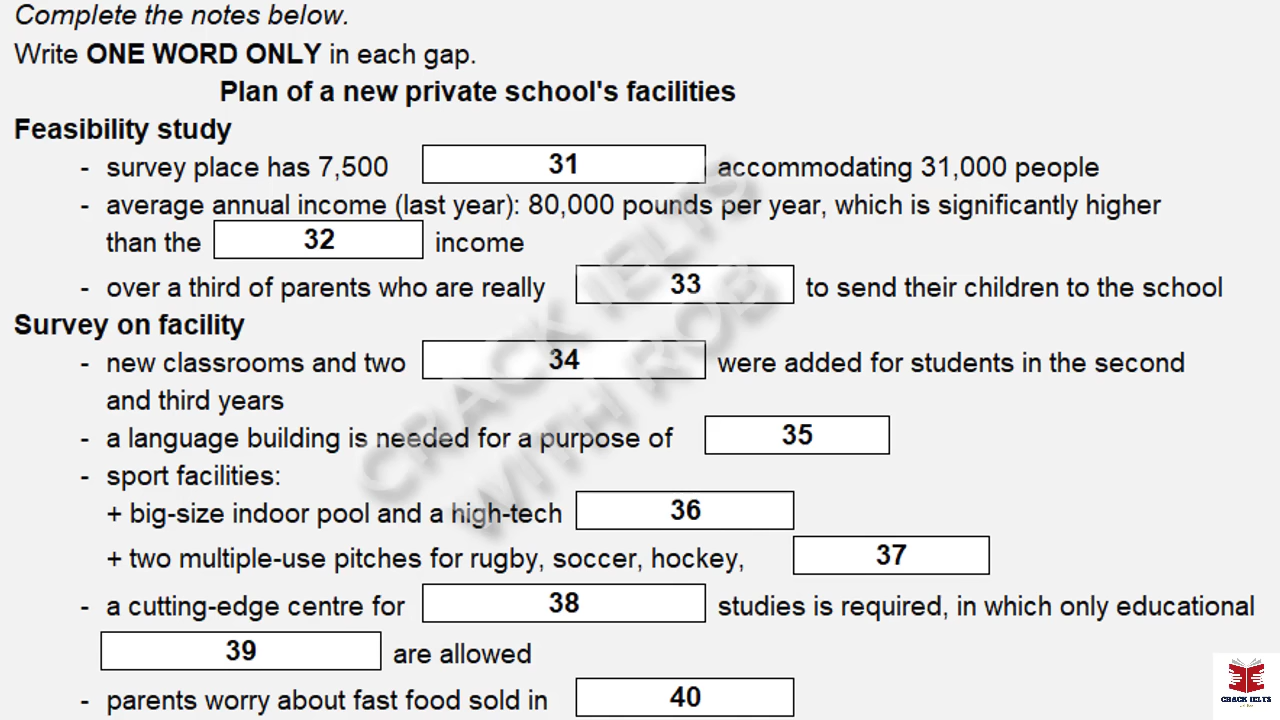 Complete the notes below.
Write ONE WORD ONLY in each gap.
Plan of a new private school's facilities
Feasibility study
- survey place has 7,500 31 accommodating 31,000 people
- average annual income (last year): 80,000 pounds per year, which is significantly higher
than the 32 income
- over a third of parents who are really 33 to send their children to the school
Survey on facility
- new classrooms and two 34 were added for students in the second
and third years
- a language building is needed for a purpose of 35
- sport facilities:
+ big-size indoor pool and a high-tech 36
+ two multiple-use pitches for rugby, soccer, hockey, 37
- a cutting-edge centre for 38 studies is required, in which only educational
39 are allowed
- parents worry about fast food sold in 40
CRACK IELTS
WITH ROB
CRACK IELTS